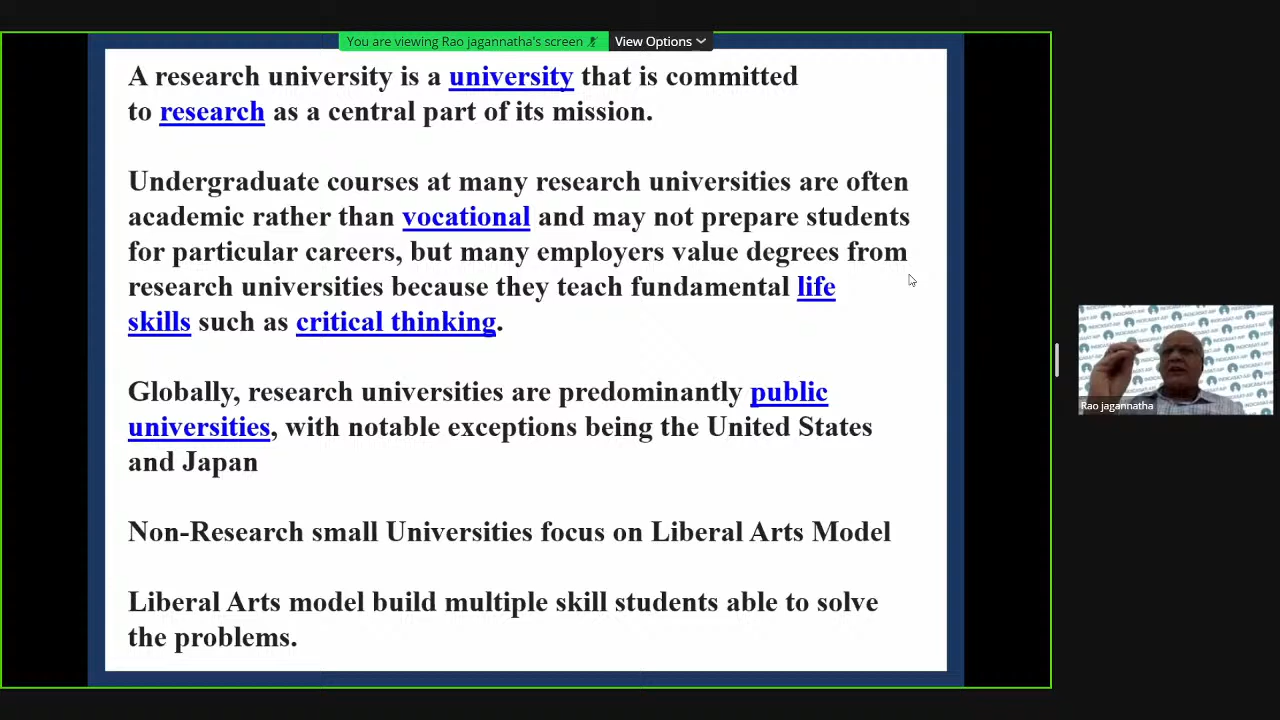 You are viewing Rao jagannatha's screen View Options
A research university is a university that is committed
to research as a central part of its mission.
Undergraduate courses at many research universities are often
academic rather than vocational and may not prepare students
for particular careers, but many employers value degrees from
research universities because they teach fundamental life
skills such as critical thinking.
Globally, research universities are predominantly public
universities, with notable exceptions being the United States
and Japan
Non-Research small Universities focus on Liberal Arts Model
Liberal Arts model build multiple skill students able to solve
the problems.
Rao jagannatha